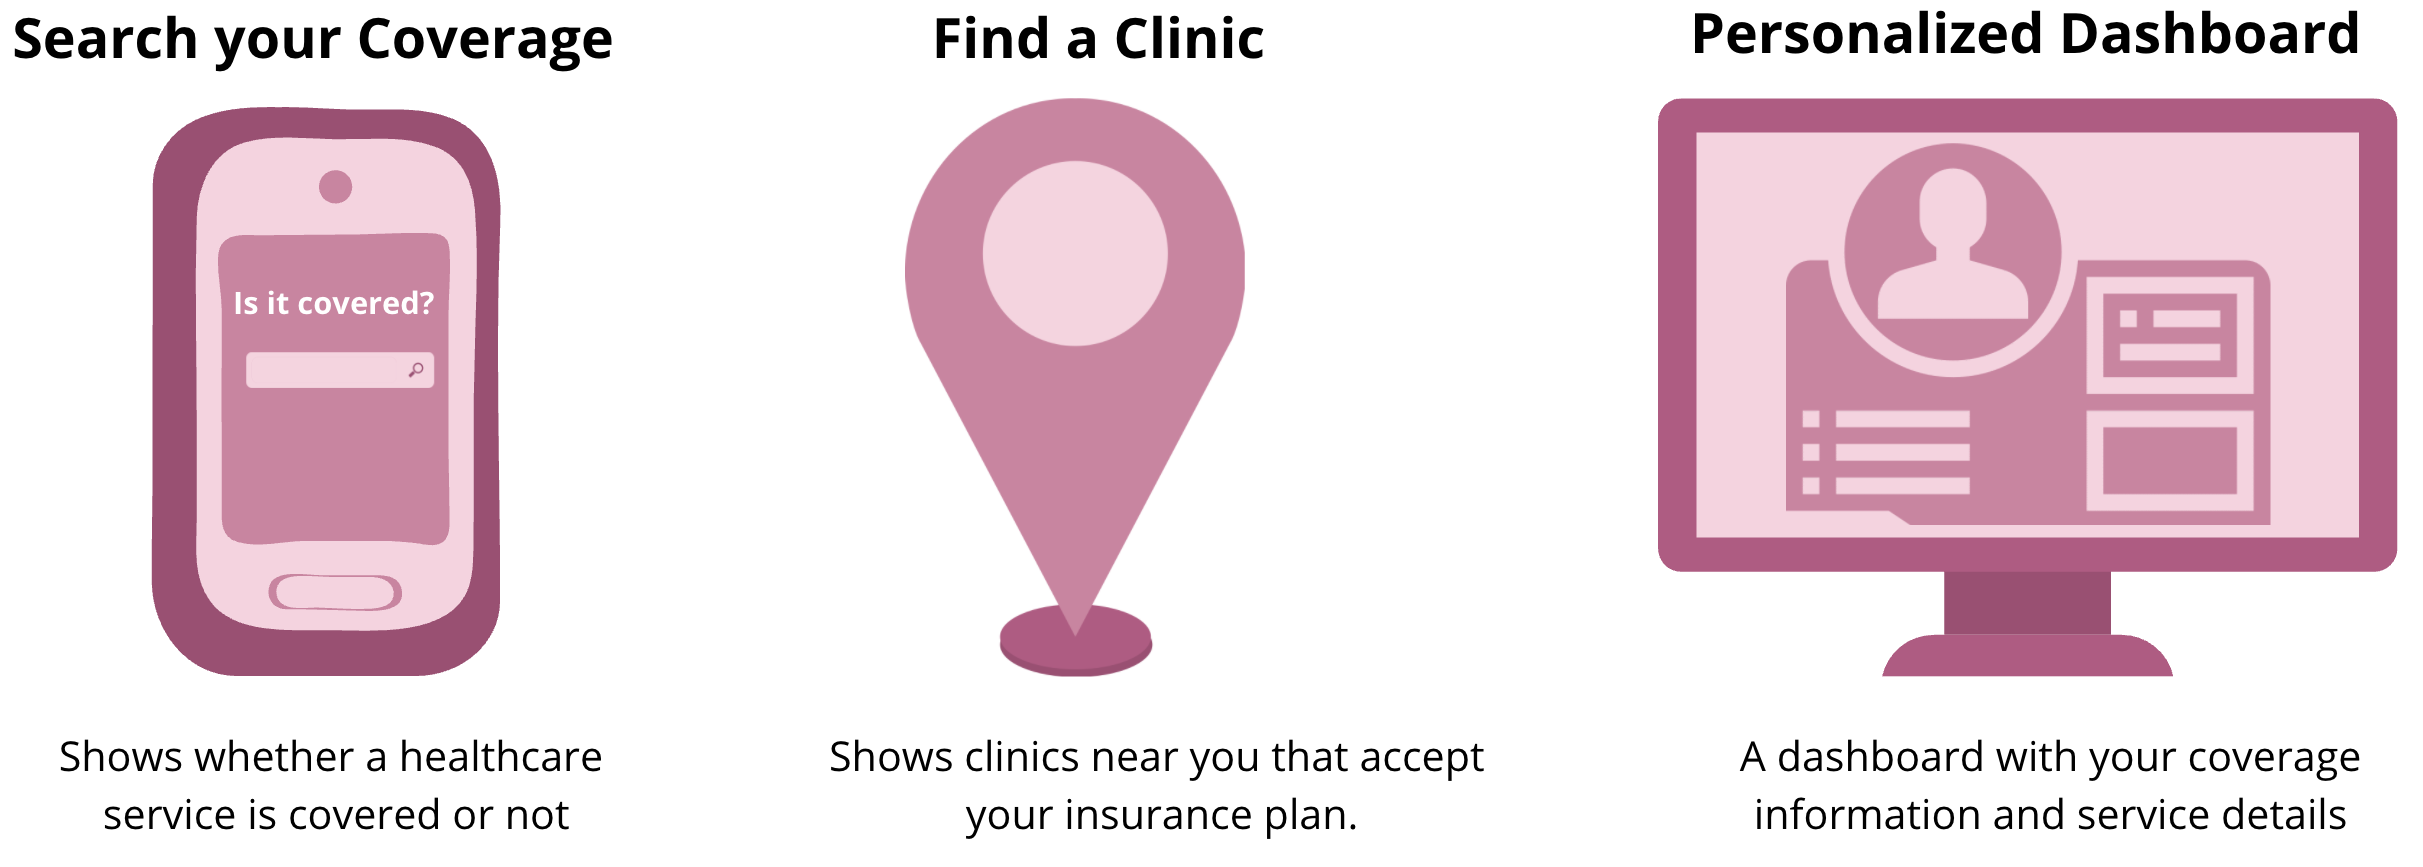 Search your Coverage
Is it covered?
Shows whether a healthcare
service is covered or not
Find a Clinic
Shows clinics near you that accept
your insurance plan.
Personalized Dashboard
A dashboard with your coverage
information and service details